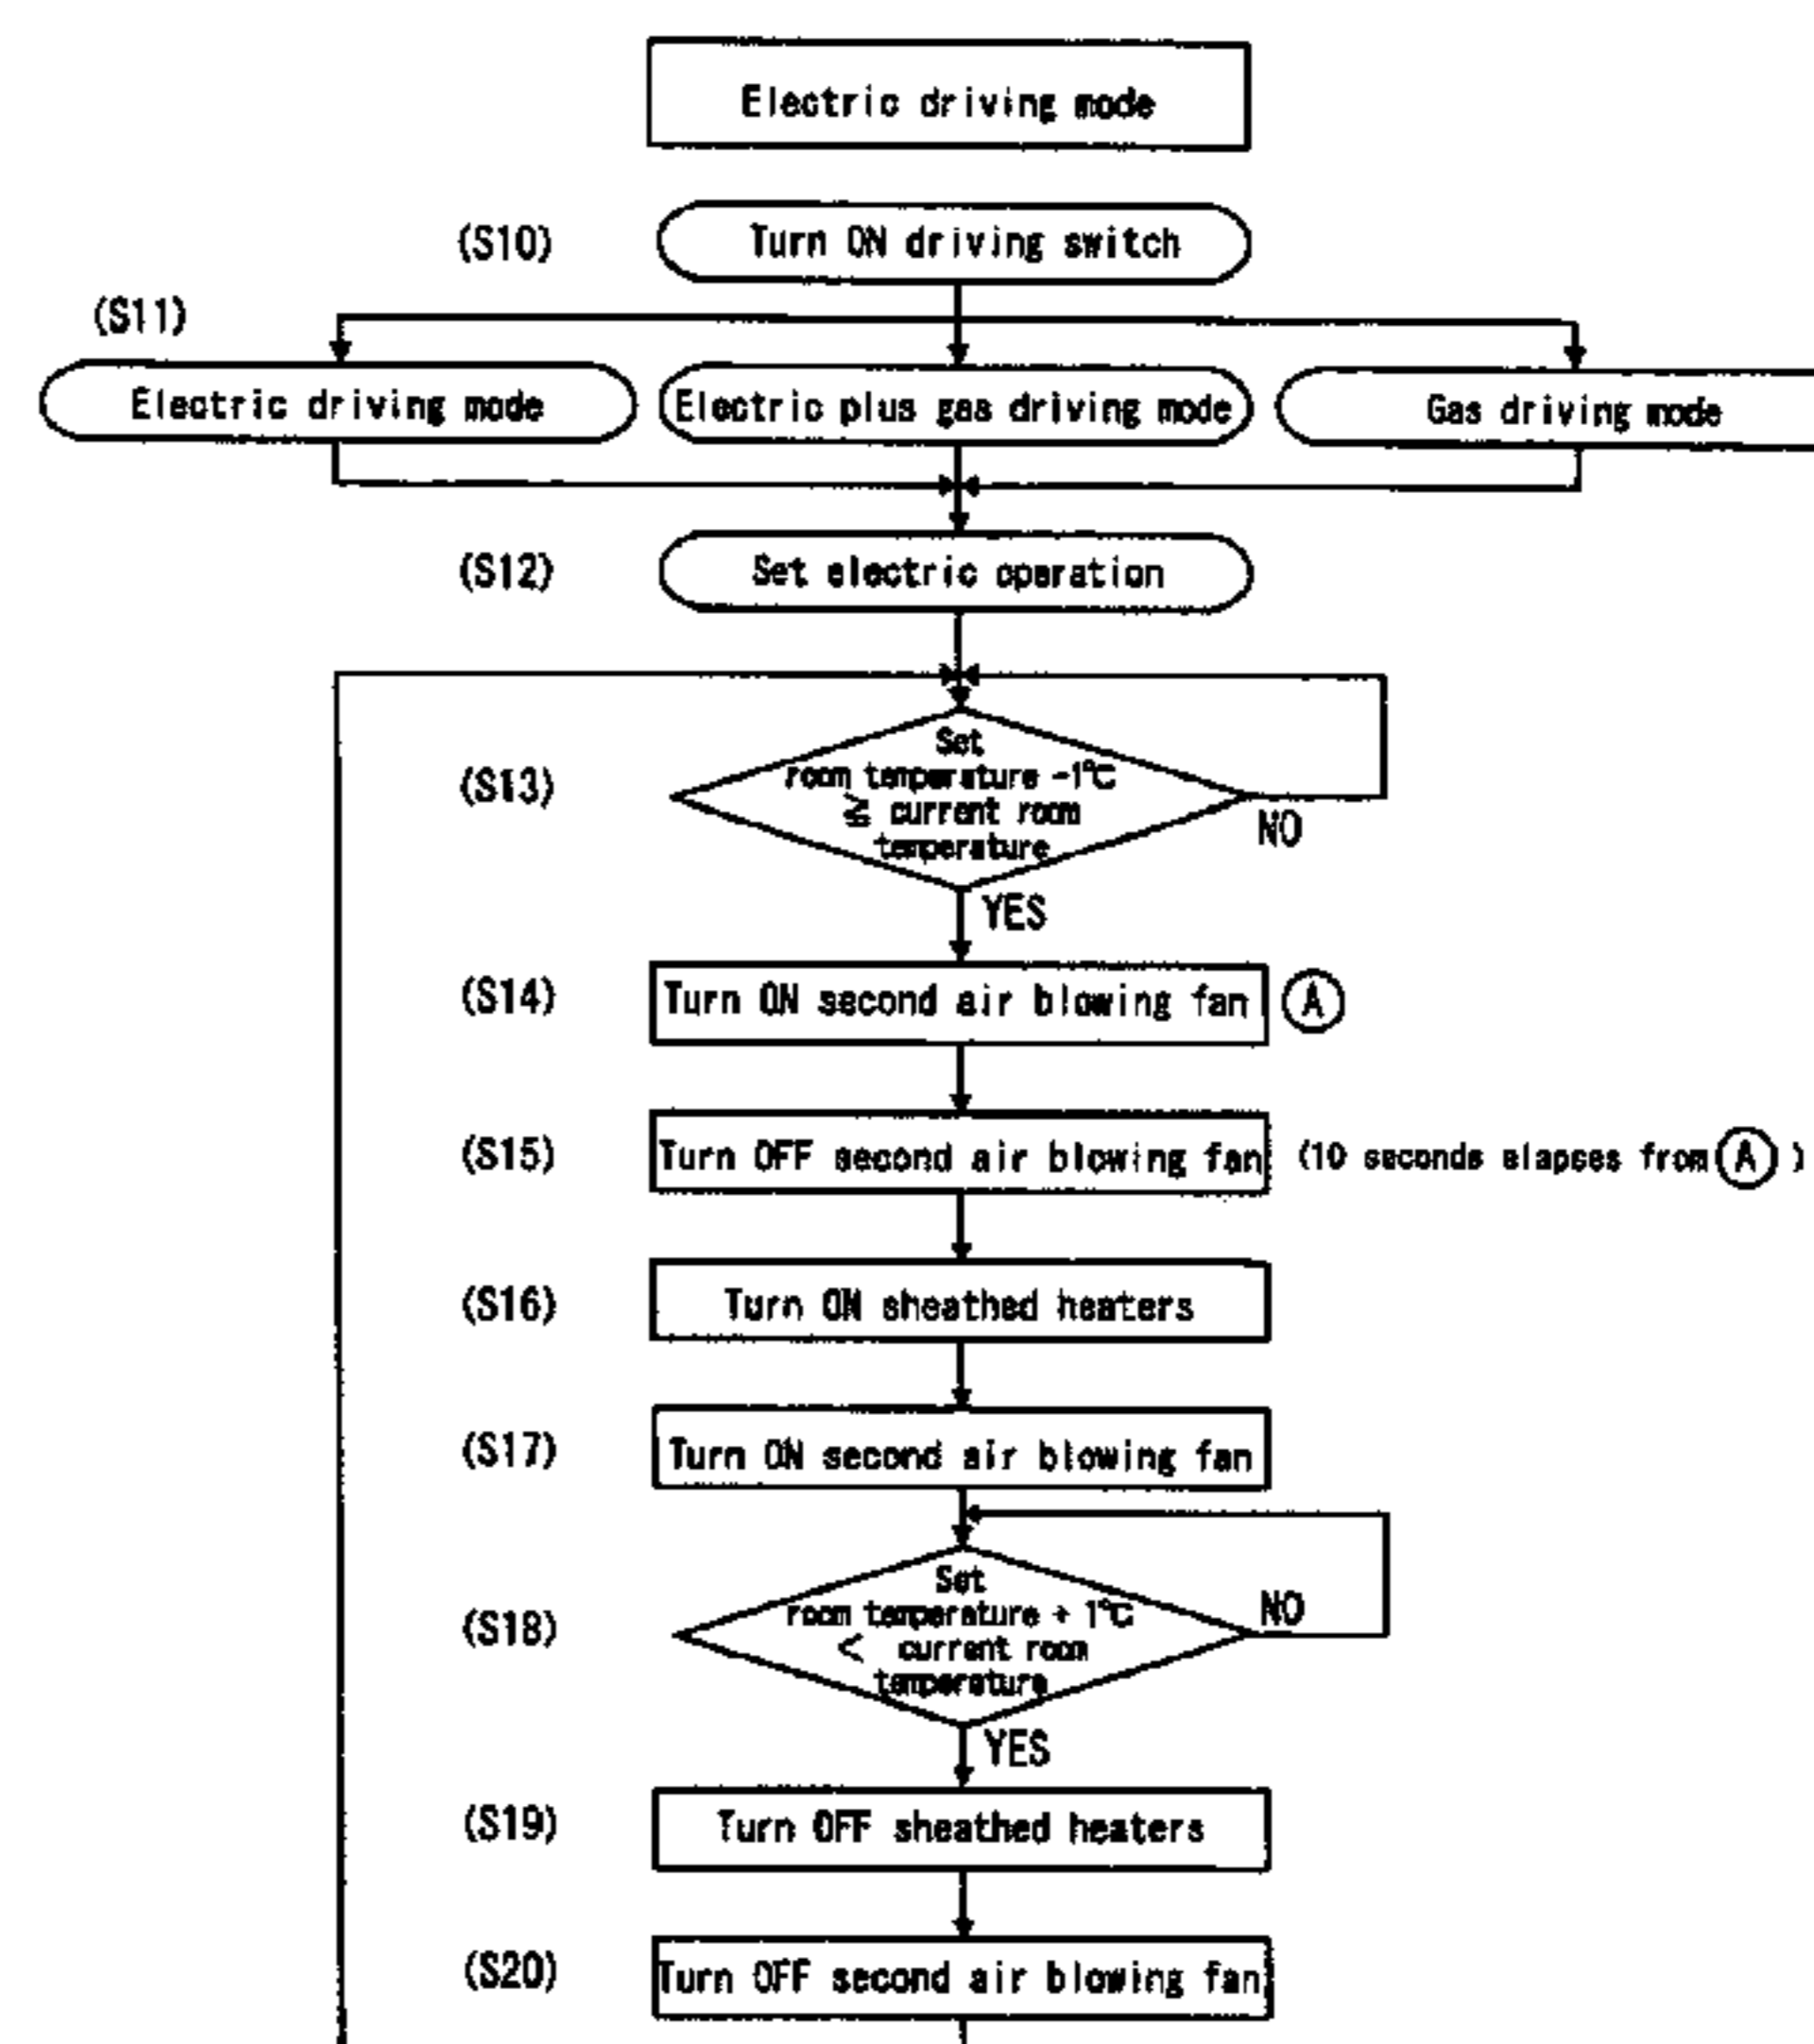 Electric driving mode
(S10) Turn ON driving switch
(S11)
Electric driving mode Electric plus gas driving mode Gas driving mode
(S12) Set electric operation
Set
room temperature -1℃
(S13)
≧ current room
temperature
NO
YES
(S14) Turn ON second air blowing fan A
(S15) Turn OFF second air blowing fan (10 seconds elapses from A )
(S16) Turn ON sheathed heaters
(S17) Turn ON second air blowing fan
Set
room temperature + 1℃
NO
(S18)
< current room
temperature
YES
(S19) Turn OFF sheathed heaters
(S20) Turn OFF second air blowing fan